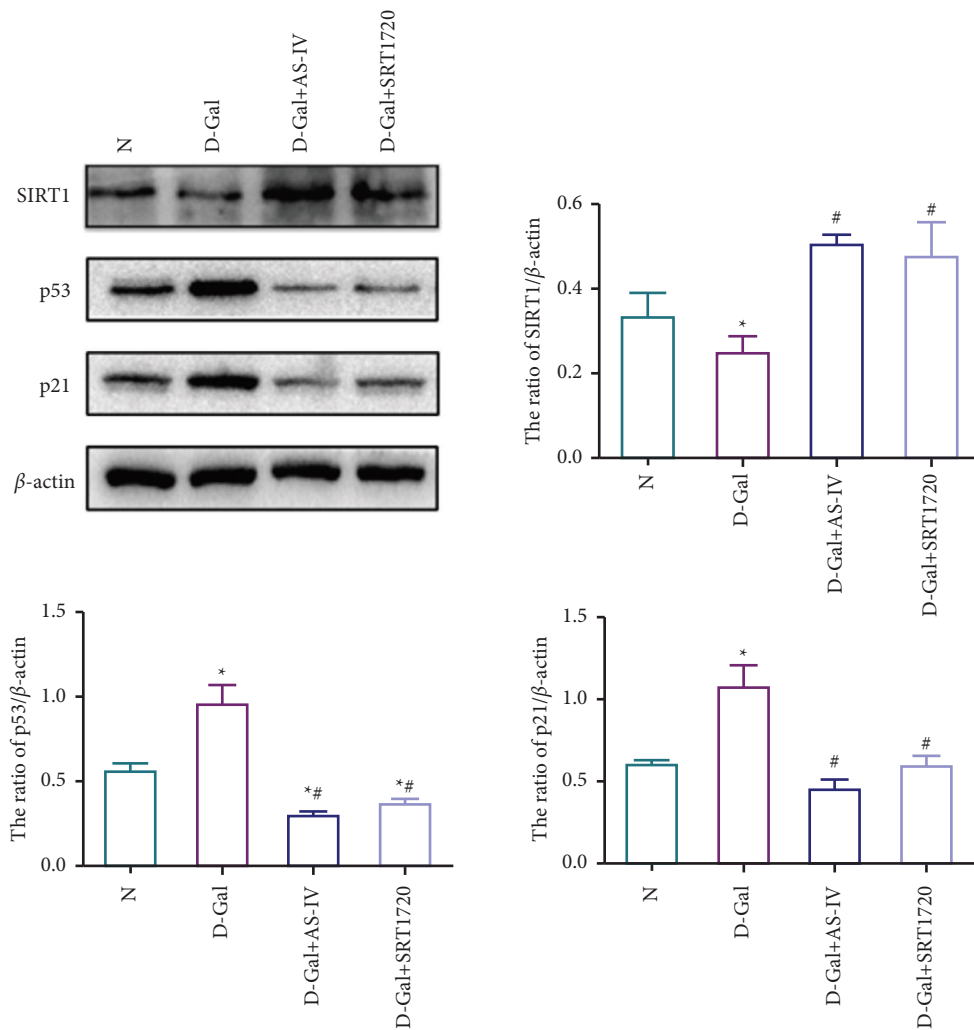 N
D-Gal
D-Gal+AS-IV
D-Gal+SRT1720
SIRT1
p53
p21
β-actin
The ratio of SIRT1/β-actin
0.6
0.4
0.2
0.0
*
#
#
N
D-Gal
D-Gal+AS-IV
D-Gal+SRT1720
The ratio of p53/β-actin
1.5
1.0
0.5
0.0
*
*#
*#
N
D-Gal
D-Gal+AS-IV
D-Gal+SRT1720
The ratio of p21/β-actin
1.5
1.0
0.5
0.0
*
#
#
N
D-Gal
D-Gal+AS-IV
D-Gal+SRT1720